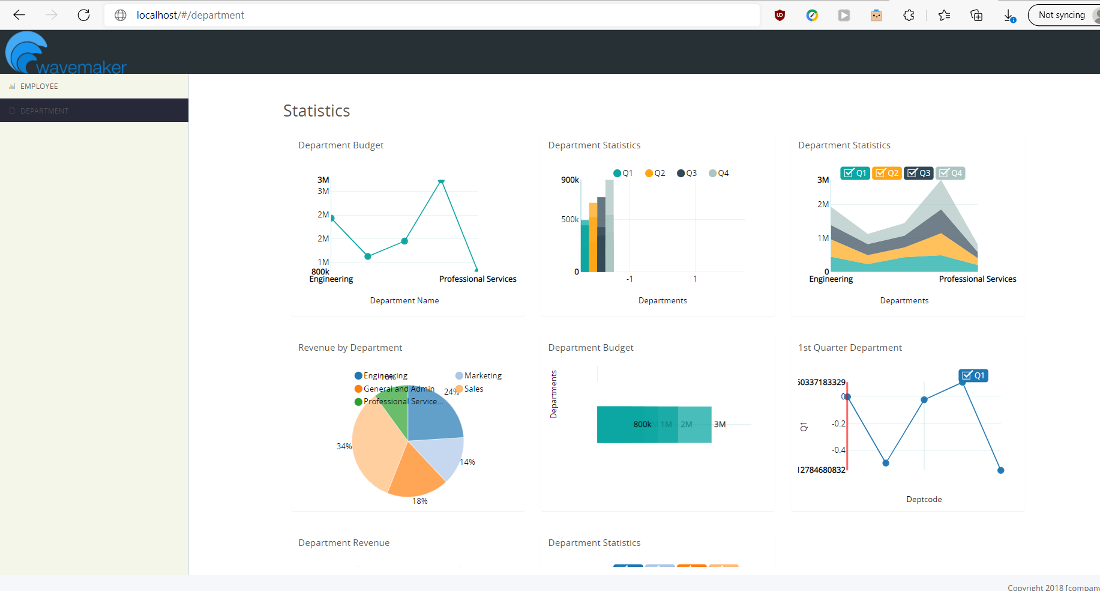 localhost/#/department
Not syncing
wavemaker
EMPLOYEE
DEPARTMENT
Statistics
Department Budget
3M
3M
2M
2M
1M
800k
Engineering Professional Services
Department Name
Department Statistics
Q1 Q2 Q3 Q4
900k
500k
0
-1 1
Departments
Department Statistics
Q1 Q2 Q3 Q4
3M
2M
1M
0
Engineering Professional Services
Departments
Revenue by Department
Engineering Marketing
General and Admin Sales
Professional Service..
24%
34%
14%
18%
Department Budget
Departments
800k 1M 2M 3M
1st Quarter Department
Q1
60337183329
0
-0.2
Q1
-0.4
12784680832
Deptcode
Department Revenue
Department Statistics
Copyright 2018 [company